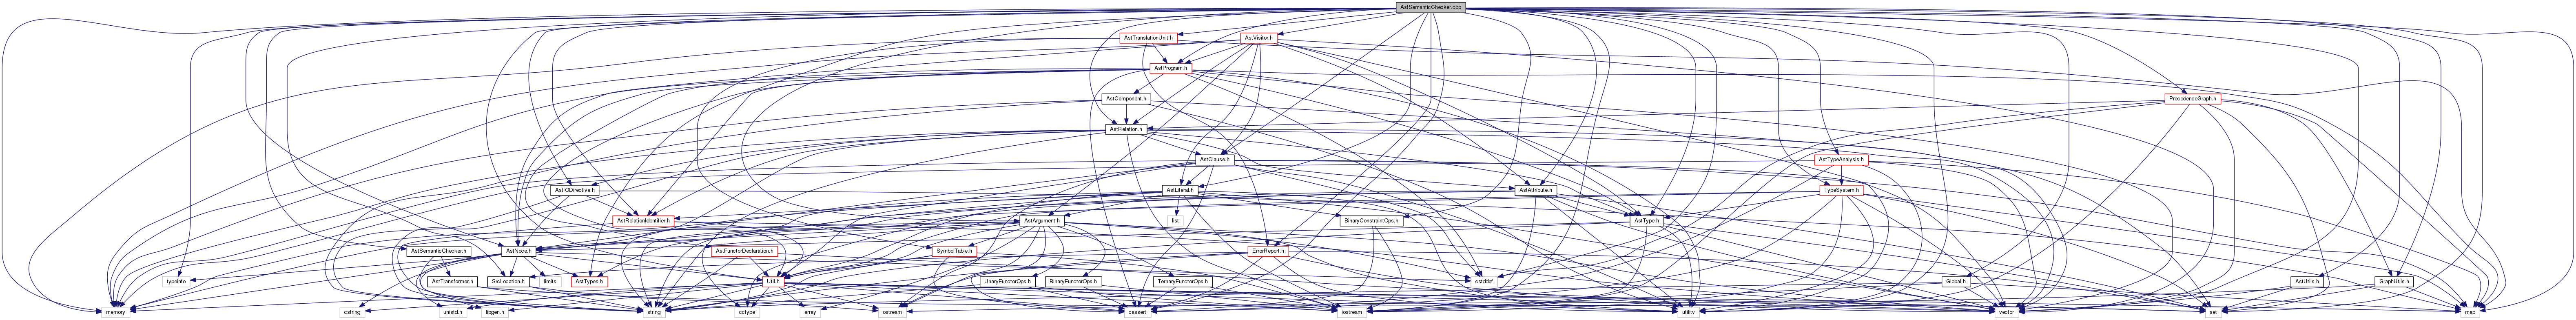 AstSemanticChecker.cpp
AstTranslationUnit.h
AstVisitor.h
AstProgram.h
AstComponent.h
PrecedenceGraph.h
AstRelation.h
AstClause.h
AstTypeAnalysis.h
AstIODirective.h
AstLiteral.h
AstAttribute.h
TypeSystem.h
AstRelationIdentifier.h
list
AstArgument.h
BinaryConstraintOps.h
AstType.h
AstSemanticChecker.h
AstNode.h
AstFunctorDeclaration.h
SymbolTable.h
ErrorReport.h
typeinfo
AstTransformer.h
SrcLocation.h
limits
AstTypes.h
Util.h
UnaryFunctorOps.h
BinaryFunctorOps.h
TernaryFunctorOps.h
cstddef
Global.h
AstUtils.h
GraphUtils.h
memory
cstring
unistd.h
libgen.h
string
cctype
array
ostream
cassert
iostream
utility
vector
set
map